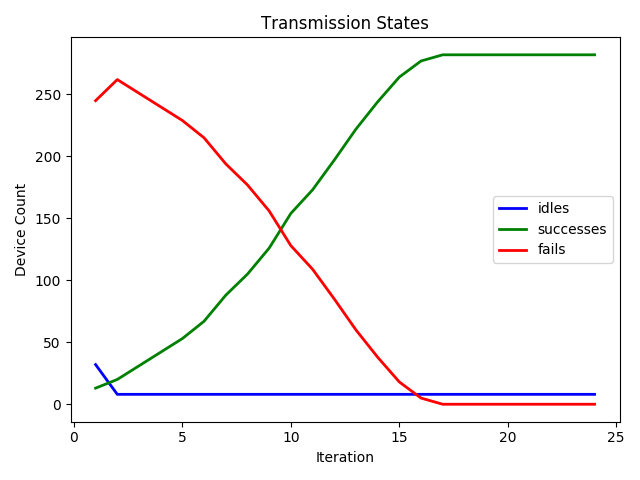 Transmission States
Device Count
250
200
150
100
50
0
idles
successes
fails
0
5
10
15
20
25
Iteration